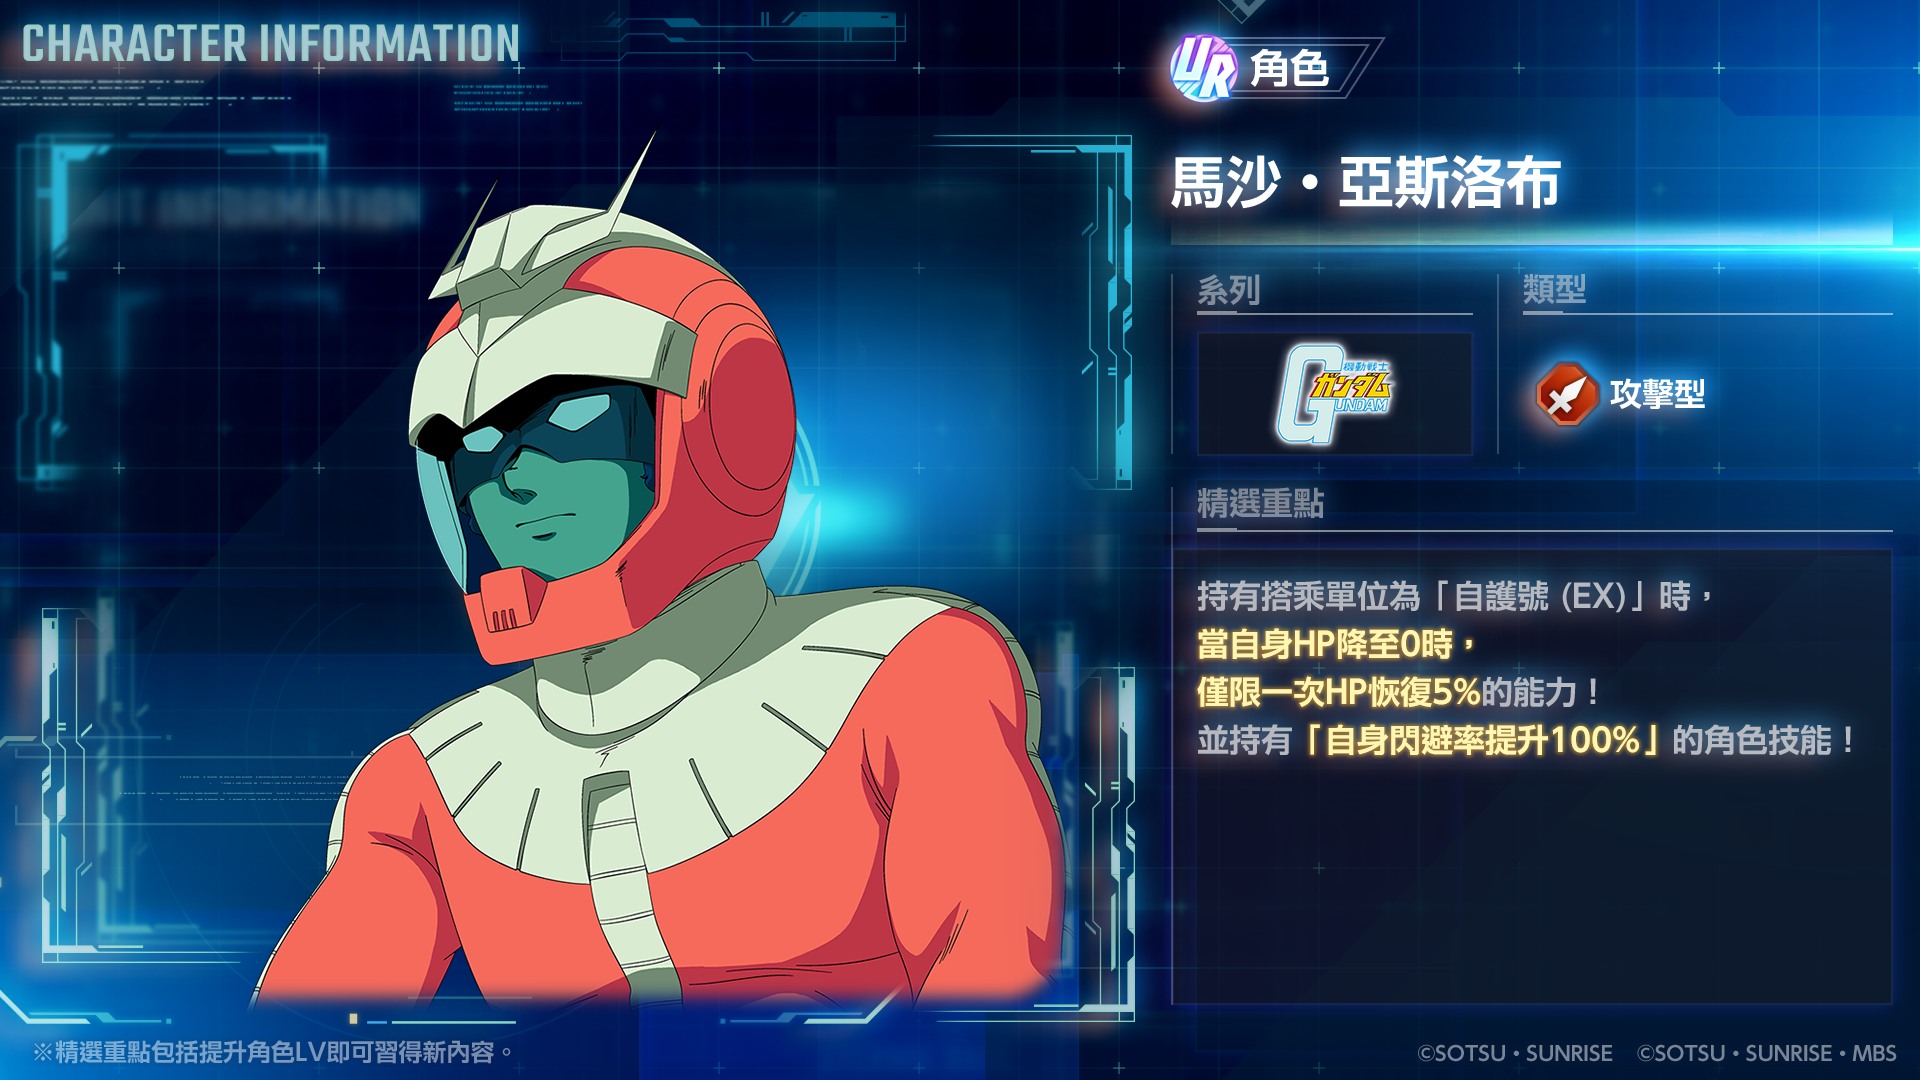 CHARACTER INFORMATION
UR 角色
馬沙・亞斯洛布
系列
類型
機動戦士
ガンダム
GUNDAM
攻擊型
精選重點
持有搭乘單位為「自護號 (EX)」時，
當自身HP降至0時，
僅限一次HP恢復5%的能力！
並持有「自身閃避率提升100%」的角色技能！
※精選重點包括提升角色LV即可習得新內容。
©SOTSU・SUNRISE ©SOTSU・SUNRISE・MBS